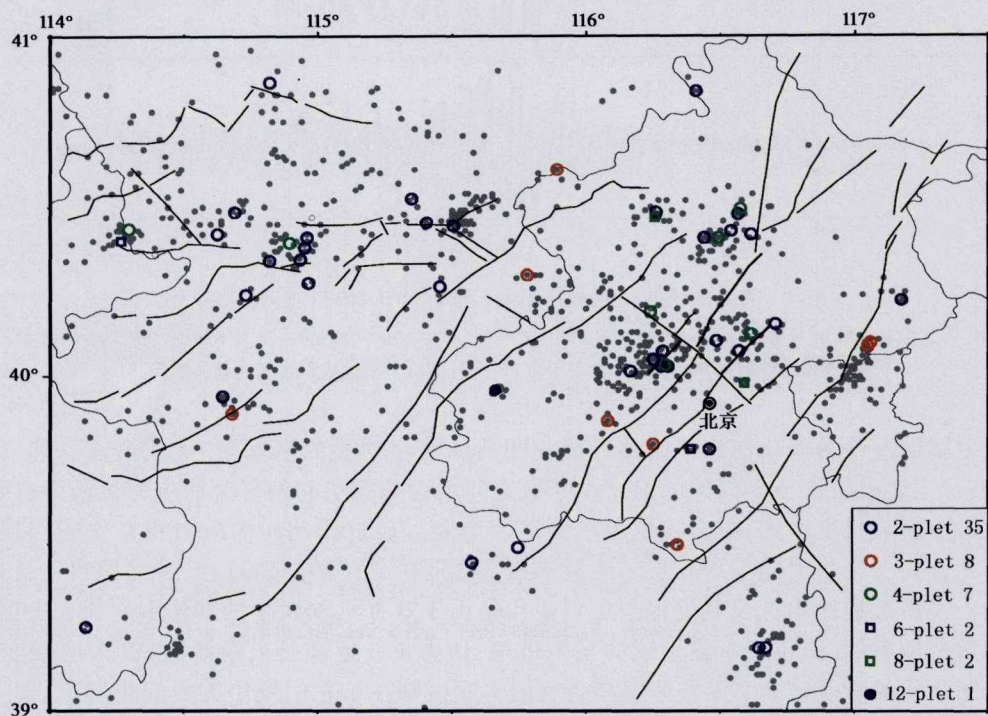 114°
115°
116°
117°
41°
40°
39°
北京
2-plet 35
3-plet 8
4-plet 7
6-plet 2
8-plet 2
12-plet 1